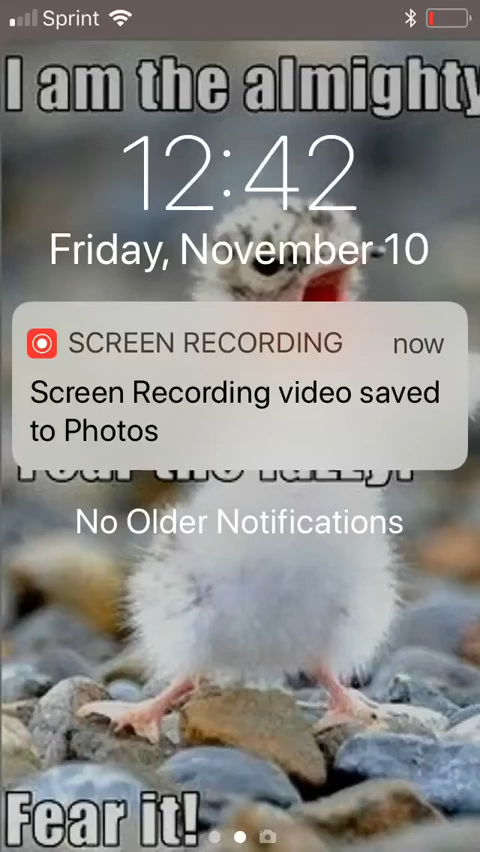 Sprint
I am the almighty
12:42
Friday, November 10
SCREEN RECORDING now
Screen Recording video saved
to Photos
No Older Notifications
Fear it!